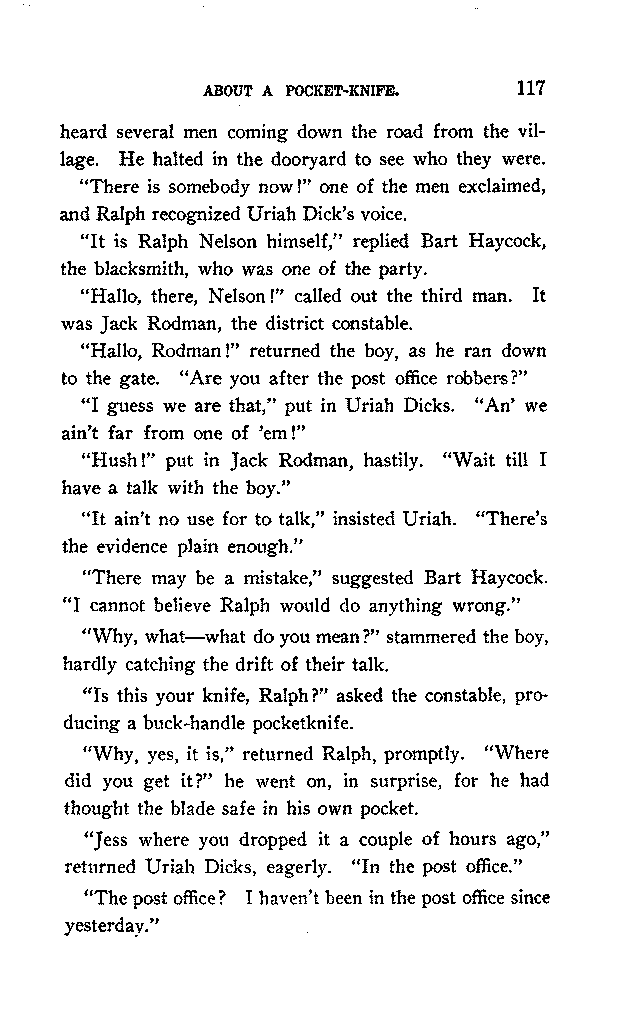 ABOUT A POCKET-KNIFE. 117
heard several men coming down the road from the vil-
lage. He halted in the dooryard to see who they were.
"There is somebody now!" one of the men exclaimed,
and Ralph recognized Uriah Dick's voice.
"It is Ralph Nelson himself," replied Bart Haycock,
the blacksmith, who was one of the party.
"Hallo, there, Nelson!" called out the third man. It
was Jack Rodman, the district constable.
"Hallo, Rodman!" returned the boy, as he ran down
to the gate. "Are you after the post office robbers?"
"I guess we are that," put in Uriah Dicks. "An' we
ain't far from one of 'em!"
"Hush!" put in Jack Rodman, hastily. "Wait till I
have a talk with the boy."
"It ain't no use for to talk," insisted Uriah. "There's
the evidence plain enough."
"There may be a mistake," suggested Bart Haycock.
"I cannot believe Ralph would do anything wrong."
"Why, what—what do you mean?" stammered the boy,
hardly catching the drift of their talk.
"Is this your knife, Ralph?" asked the constable, pro-
ducing a buck-handle pocketknife.
"Why, yes, it is," returned Ralph, promptly. "Where
did you get it?" he went on, in surprise, for he had
thought the blade safe in his own pocket.
"Jess where you dropped it a couple of hours ago,"
returned Uriah Dicks, eagerly. "In the post office."
"The post office? I haven't been in the post office since
yesterday."